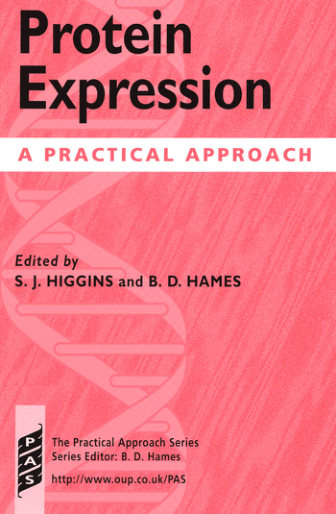 Protein
Expression
A PRACTICAL APPROACH
Edited by
S. J. HIGGINS and B. D. HAMES
PAS
The Practical Approach Series
Series Editor: B. D. Hames
http://www.oup.co.uk/PAS